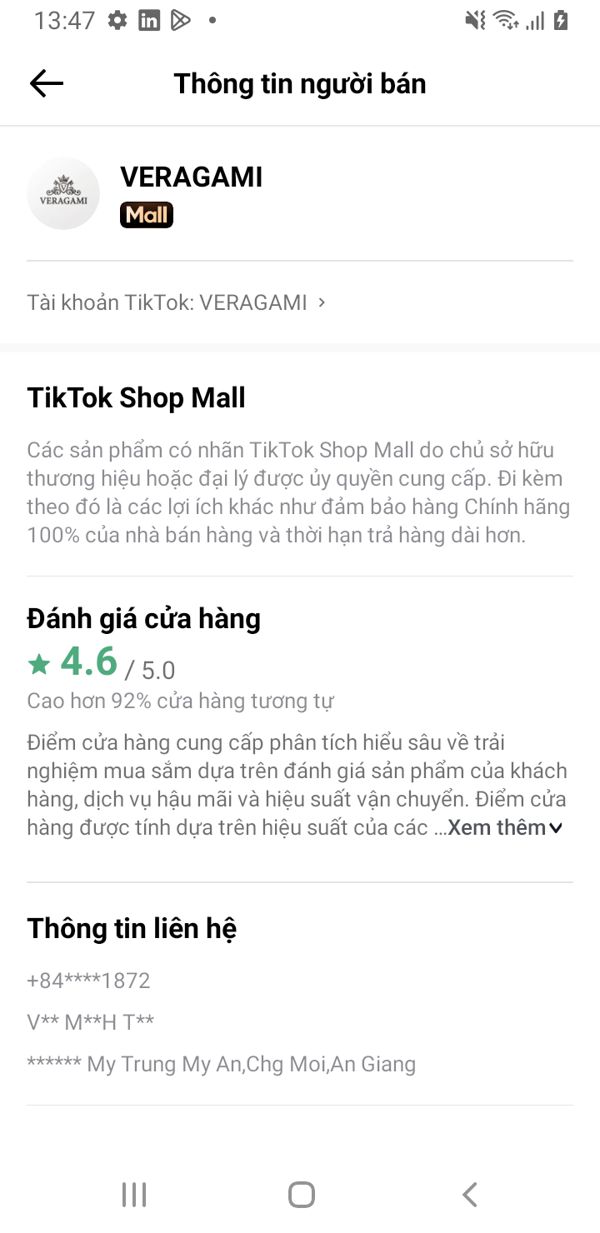 13:47
Thông tin người bán
VERAGAMI
VERAGAMI
Mall
Tài khoản TikTok: VERAGAMI
TikTok Shop Mall
Các sản phẩm có nhãn TikTok Shop Mall do chủ sở hữu
thương hiệu hoặc đại lý được ủy quyền cung cấp. Đi kèm
theo đó là các lợi ích khác như đảm bảo hàng Chính hãng
100% của nhà bán hàng và thời hạn trả hàng dài hơn.
Đánh giá cửa hàng
4.6 / 5.0
Cao hơn 92% cửa hàng tương tự
Điểm cửa hàng cung cấp phân tích hiểu sâu về trải
nghiệm mua sắm dựa trên đánh giá sản phẩm của khách
hàng, dịch vụ hậu mãi và hiệu suất vận chuyển. Điểm cửa
hàng được tính dựa trên hiệu suất của các ...Xem thêm
Thông tin liên hệ
+84****1872
V** M**H T**
****** My Trung My An,Chg Moi,An Giang